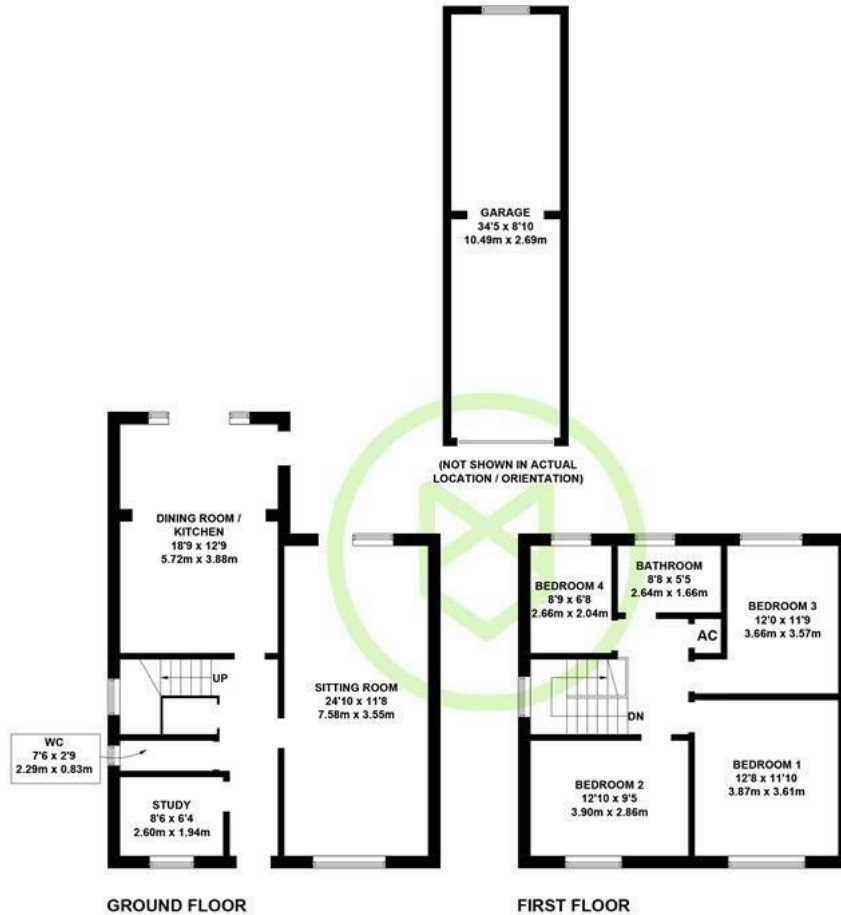 GARAGE
34'5 x 8'10
10.49m x 2.69m
(NOT SHOWN IN ACTUAL
LOCATION / ORIENTATION)
DINING ROOM /
KITCHEN
18'9 x 12'9
5.72m x 3.88m
UP
SITTING ROOM
24'10 x 11'8
7.58m x 3.55m
WC
7'6 x 2'9
2.29m x 0.83m
STUDY
8'6 x 6'4
2.60m x 1.94m
GROUND FLOOR
BEDROOM 4
8'9 x 6'8
2.66m x 2.04m
BATHROOM
8'8 x 5'5
2.64m x 1.66m
BEDROOM 3
12'0 x 11'9
3.66m x 3.57m
AC
DN
BEDROOM 2
12'10 x 9'5
3.90m x 2.86m
BEDROOM 1
12'8 x 11'10
3.87m x 3.61m
FIRST FLOOR